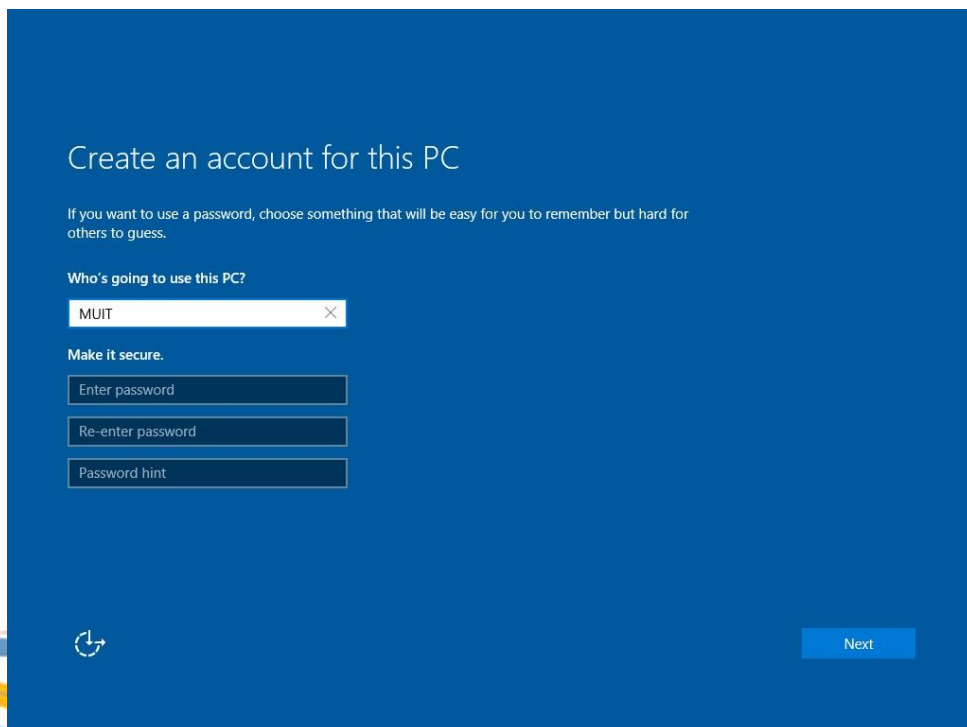 Create an account for this PC
If you want to use a password, choose something that will be easy for you to remember but hard for
others to guess.
Who's going to use this PC?
MUIT
Make it secure.
Enter password
Re-enter password
Password hint
Next